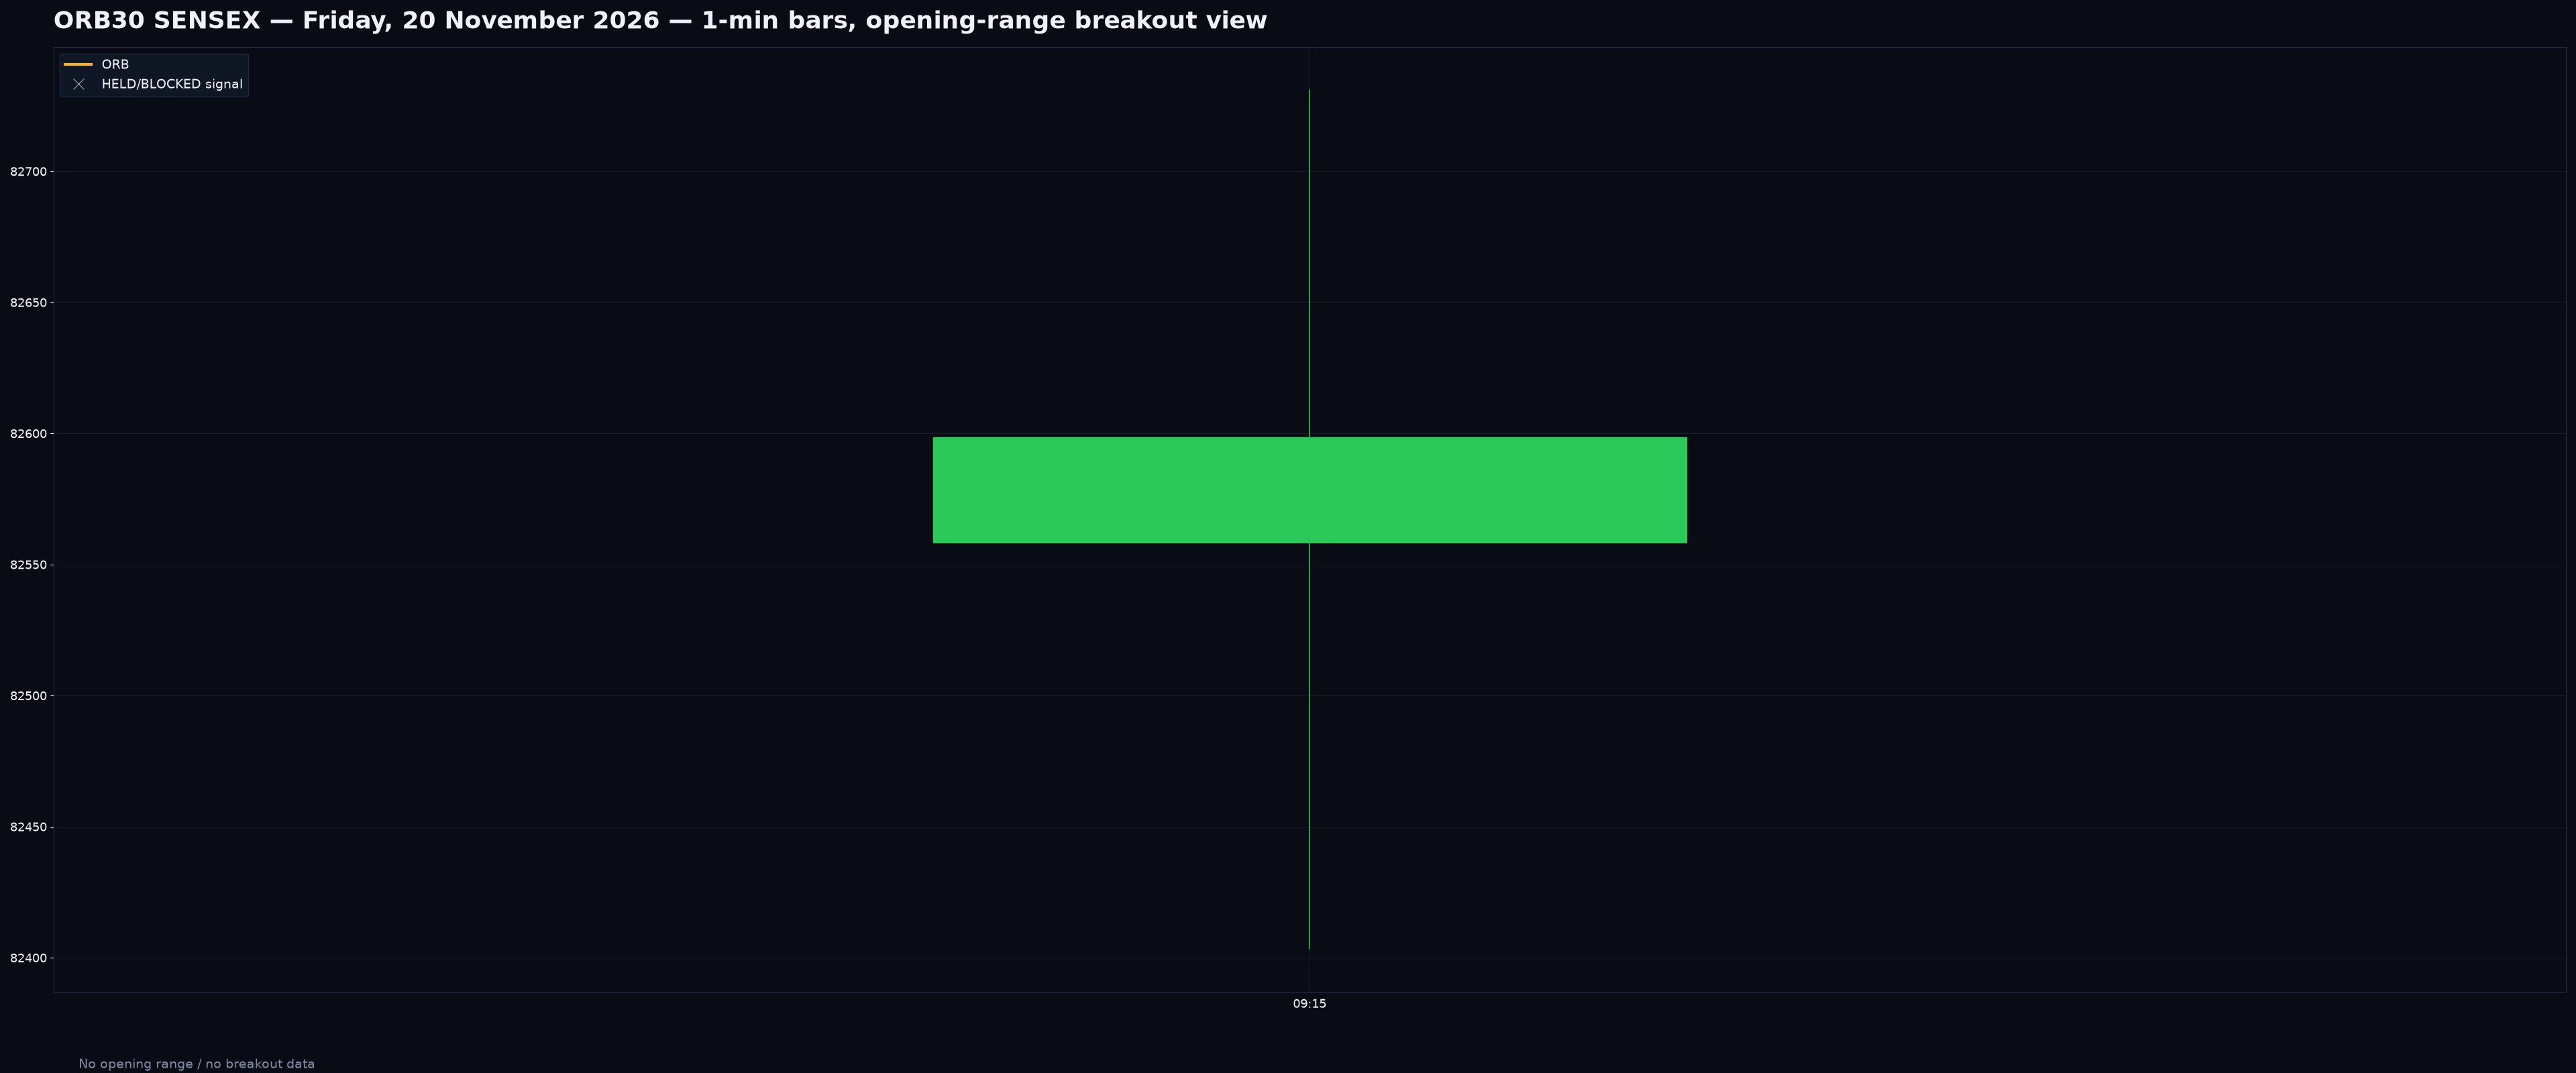 ORB30 SENSEX — Friday, 20 November 2026 — 1-min bars, opening-range breakout view
ORB
HELD/BLOCKED signal
82700
82650
82600
82550
82500
82450
82400
09:15
No opening range / no breakout data